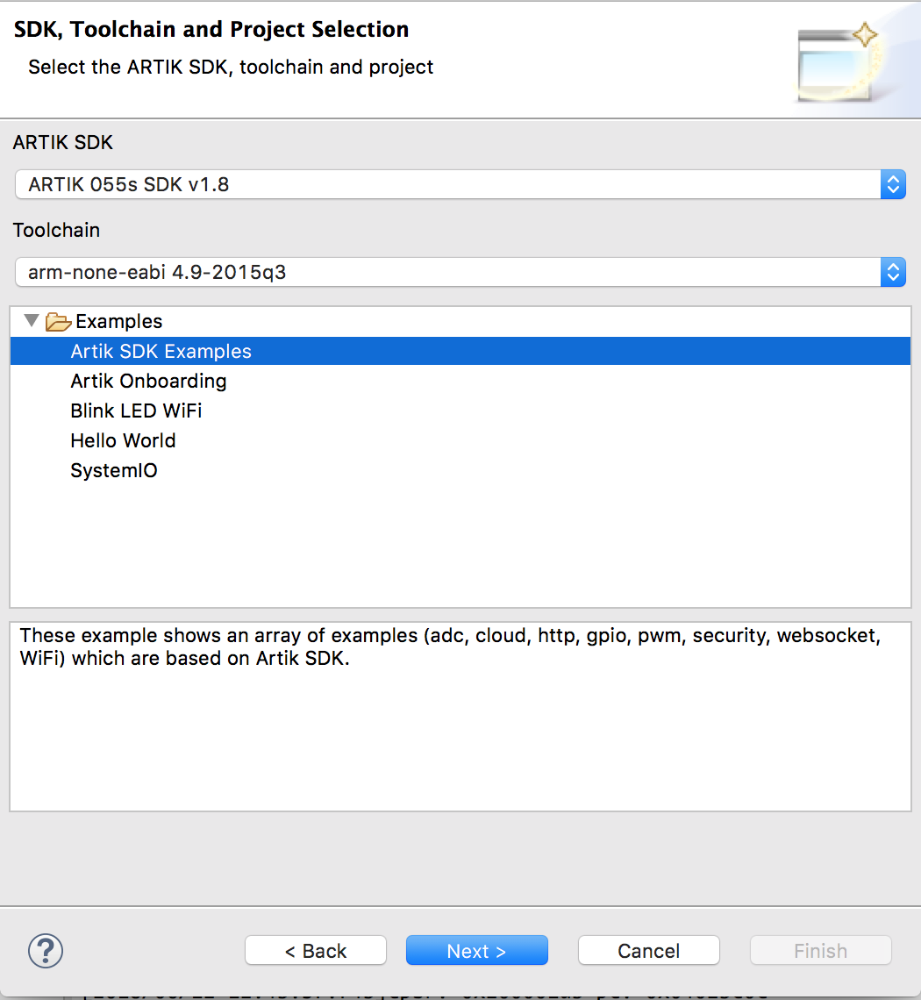 SDK, Toolchain and Project Selection
Select the ARTIK SDK, toolchain and project
ARTIK SDK
ARTIK 055s SDK v1.8
Toolchain
arm-none-eabi 4.9-2015q3
Examples
Artik SDK Examples
Artik Onboarding
Blink LED WiFi
Hello World
SystemIO
These example shows an array of examples (adc, cloud, http, gpio, pwm, security, websocket,
WiFi) which are based on Artik SDK.
? < Back Next > Cancel Finish